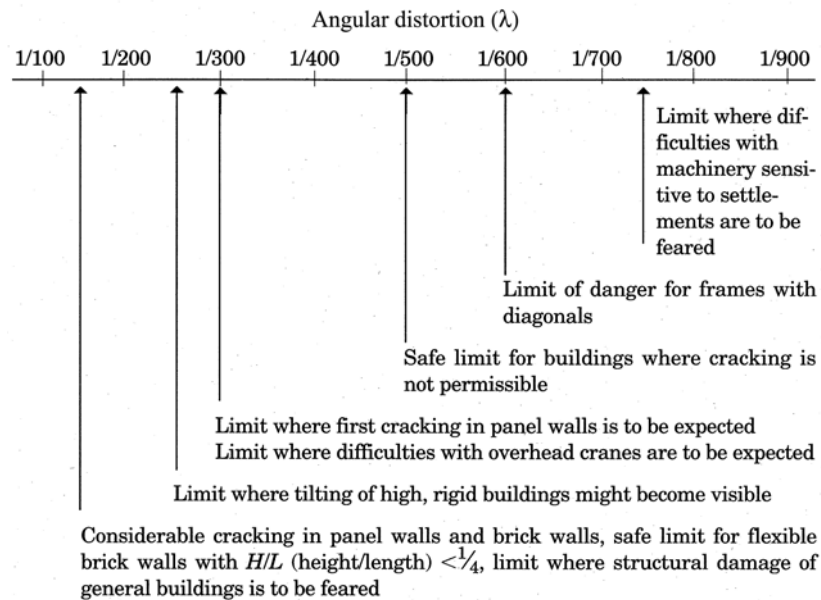 Angular distortion (λ)
1/100 1/200 1/300 1/400 1/500 1/600 1/700 1/800 1/900
Limit where dif-
ficulties with
machinery sensi-
tive to settle-
ments are to be
feared
Limit of danger for frames with
diagonals
Safe limit for buildings where cracking is
not permissible
Limit where first cracking in panel walls is to be expected
Limit where difficulties with overhead cranes are to be expected
Limit where tilting of high, rigid buildings might become visible
Considerable cracking in panel walls and brick walls, safe limit for flexible
brick walls with H/L (height/length) <¼, limit where structural damage of
general buildings is to be feared